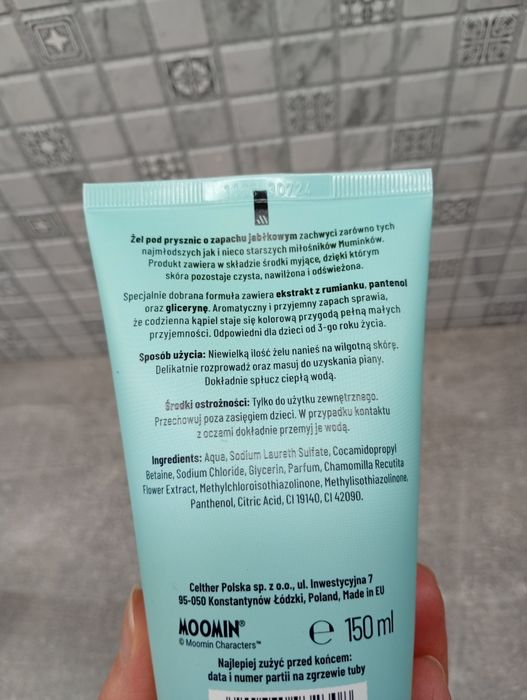 Żel pod prysznic o zapachu jabłkowym zachwyci zarówno tych
najmłodszych jak i nieco starszych miłośników Muminków.
Produkt zawiera w składzie środki myjące, dzięki którym
skóra pozostaje czysta, nawilżona i odświeżona.
Specjalnie dobrana formuła zawiera ekstrakt z rumianku, pantenol
oraz glicerynę. Aromatyczny i przyjemny zapach sprawia,
że codzienna kąpiel staje się kolorową przygodą pełną małych
przyjemności. Odpowiedni dla dzieci od 3-go roku życia.
Sposób użycia: Niewielką ilość żelu nanieś na wilgotną skórę.
Delikatnie rozprowadź oraz masuj do uzyskania piany.
Dokładnie spłucz ciepłą wodą.
Środki ostrożności: Tylko do użytku zewnętrznego.
Przechowuj poza zasięgiem dzieci. W przypadku kontaktu
z oczami dokładnie przemyj je wodą.
Ingredients: Aqua, Sodium Laureth Sulfate, Cocamidopropyl
Betaine, Sodium Chloride, Glycerin, Parfum, Chamomilla Recutita
Flower Extract, Methylchloroisothiazolinone, Methylisothiazolinone,
Panthenol, Citric Acid, CI 19140, CI 42090.
Celther Polska sp. z o.o., ul. Inwestycyjna 7
95-050 Konstantynów Łódzki, Poland, Made in EU
MOOMIN®
© Moomin Characters™
℮ 150 ml
Najlepiej zużyć przed końcem:
data i numer partii na zgrzewie tuby